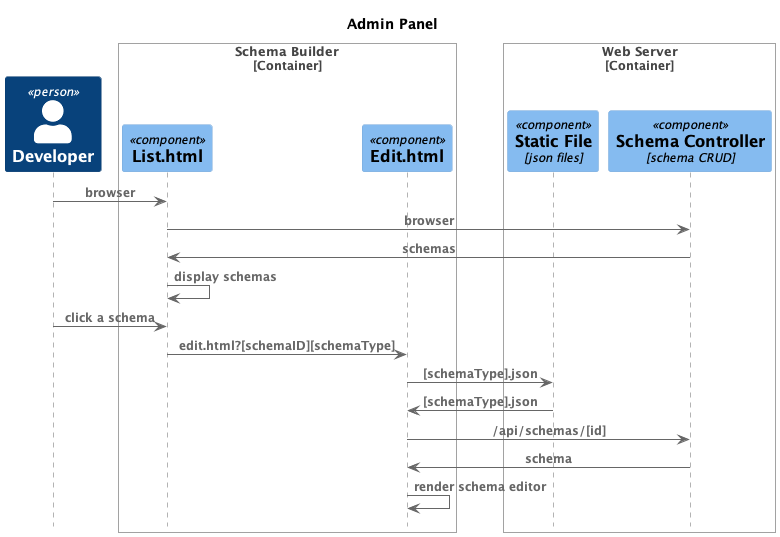 Admin Panel
Schema Builder
[Container]
Web Server
[Container]
«person»
Developer
«component»
List.html
«component»
Edit.html
«component»
Static File
[json files]
«component»
Schema Controller
[schema CRUD]
browser
browser
schemas
display schemas
click a schema
edit.html?[schemaID][schemaType]
[schemaType].json
[schemaType].json
/api/schemas/[id]
schema
render schema editor